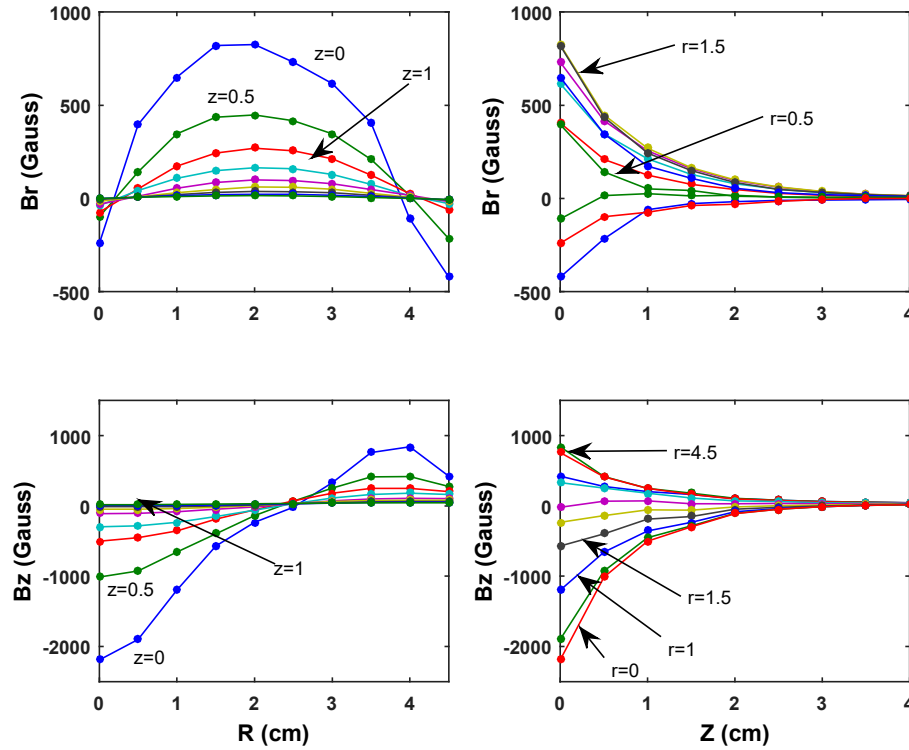 1000
500
0
-500
Br (Gauss)
0 1 2 3 4
z=0
z=1
z=0.5
1000
500
0
-500
Br (Gauss)
0 1 2 3 4
r=1.5
r=0.5
1000
0
-1000
-2000
Bz (Gauss)
0 1 2 3 4
R (cm)
z=1
z=0.5
z=0
1000
0
-1000
-2000
Bz (Gauss)
0 1 2 3 4
Z (cm)
r=4.5
r=1.5
r=1
r=0